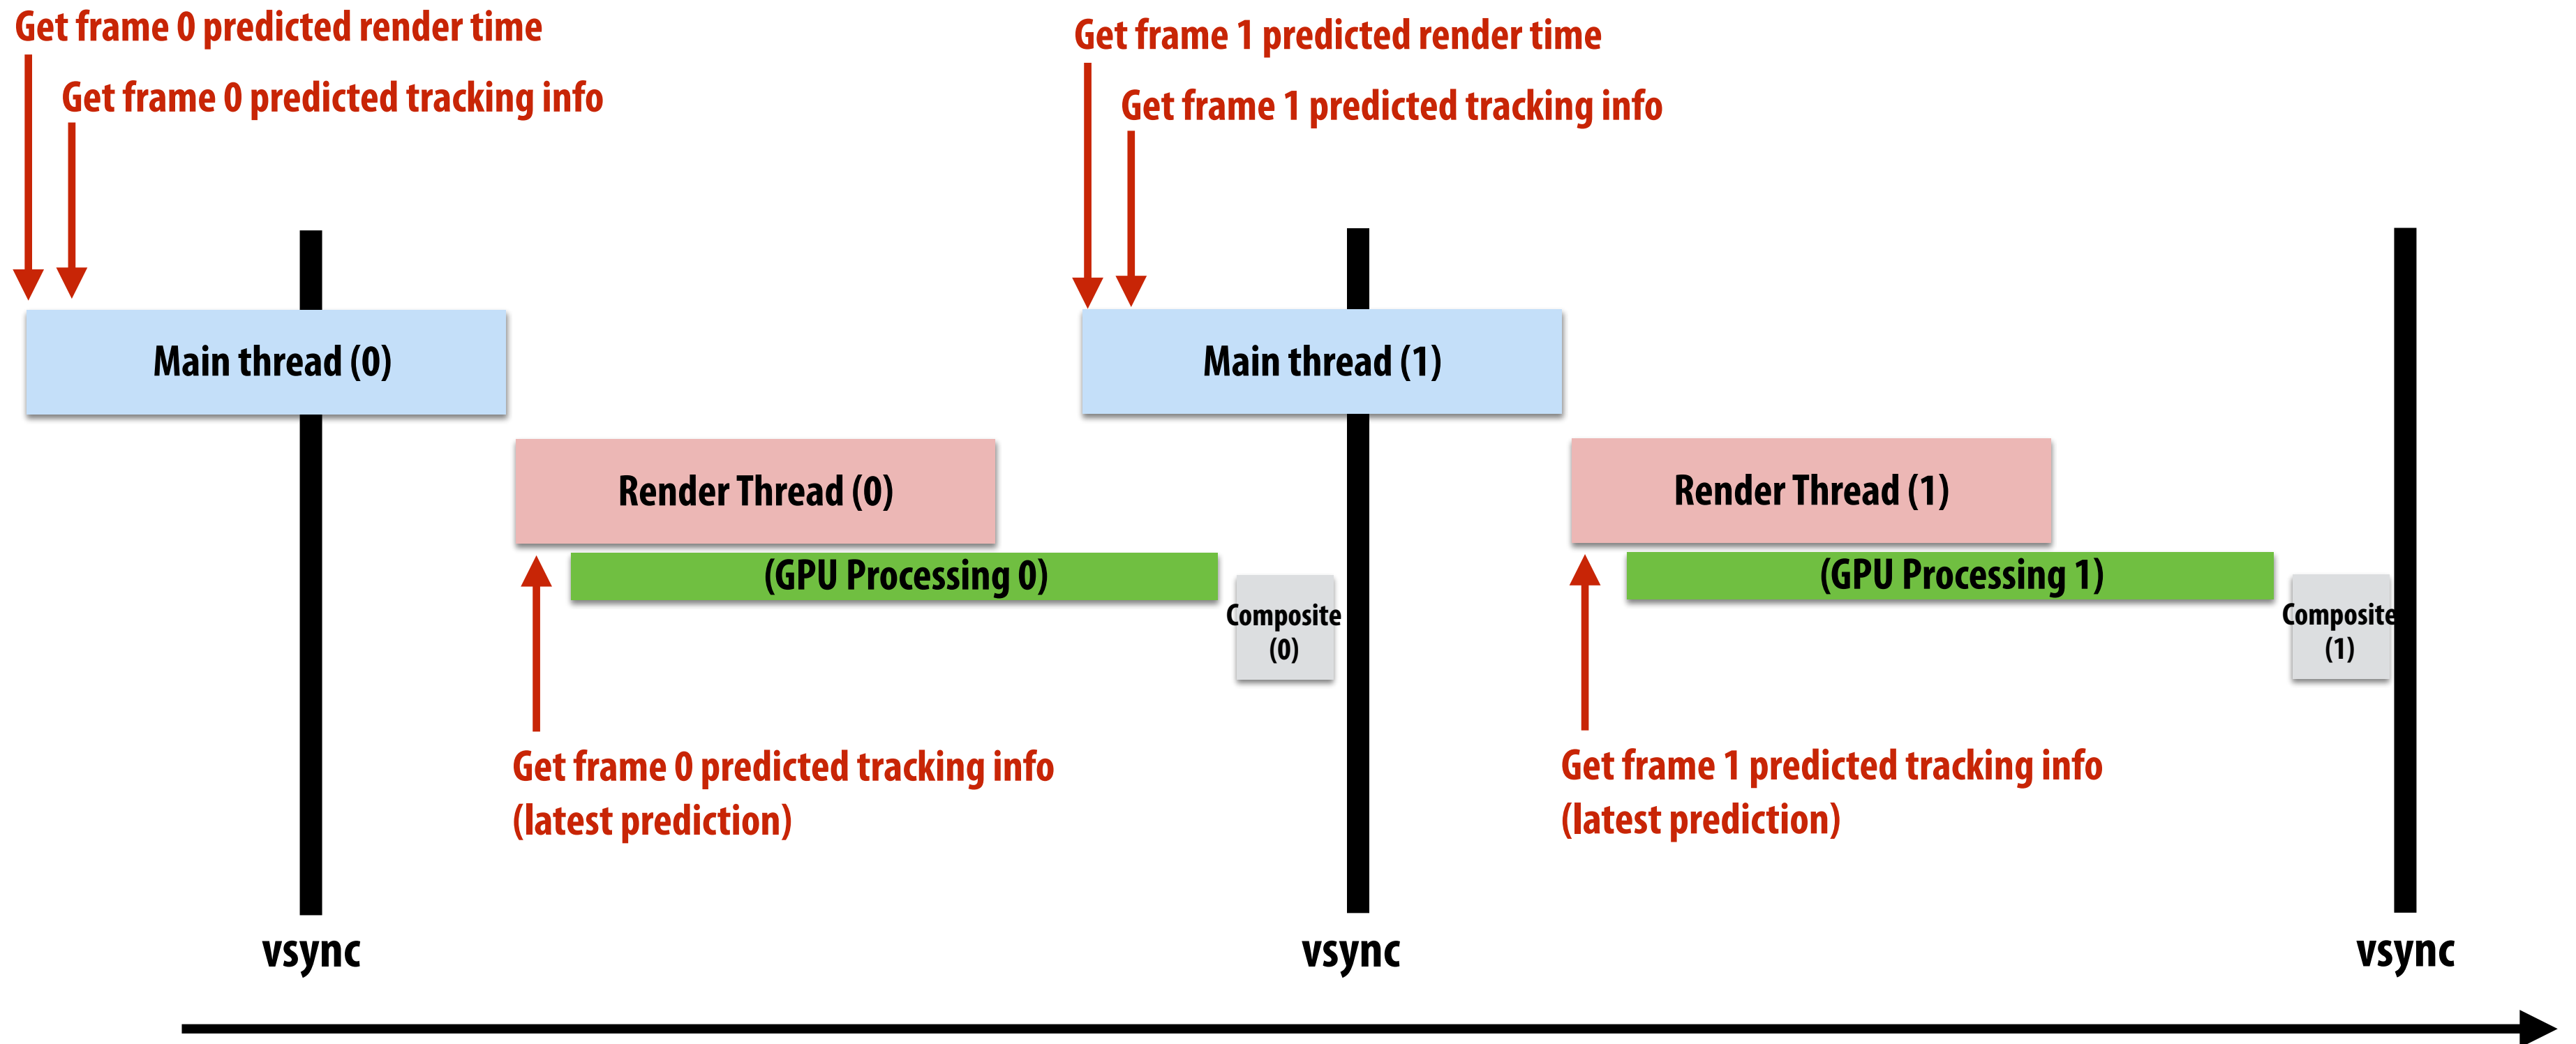 Get frame 0 predicted render time
Get frame 0 predicted tracking info
Get frame 1 predicted render time
Get frame 1 predicted tracking info
Main thread (0)
Main thread (1)
Render Thread (0)
Render Thread (1)
(GPU Processing 0)
(GPU Processing 1)
Composite
(0)
Composite
(1)
Get frame 0 predicted tracking info
(latest prediction)
Get frame 1 predicted tracking info
(latest prediction)
vsync
vsync
vsync